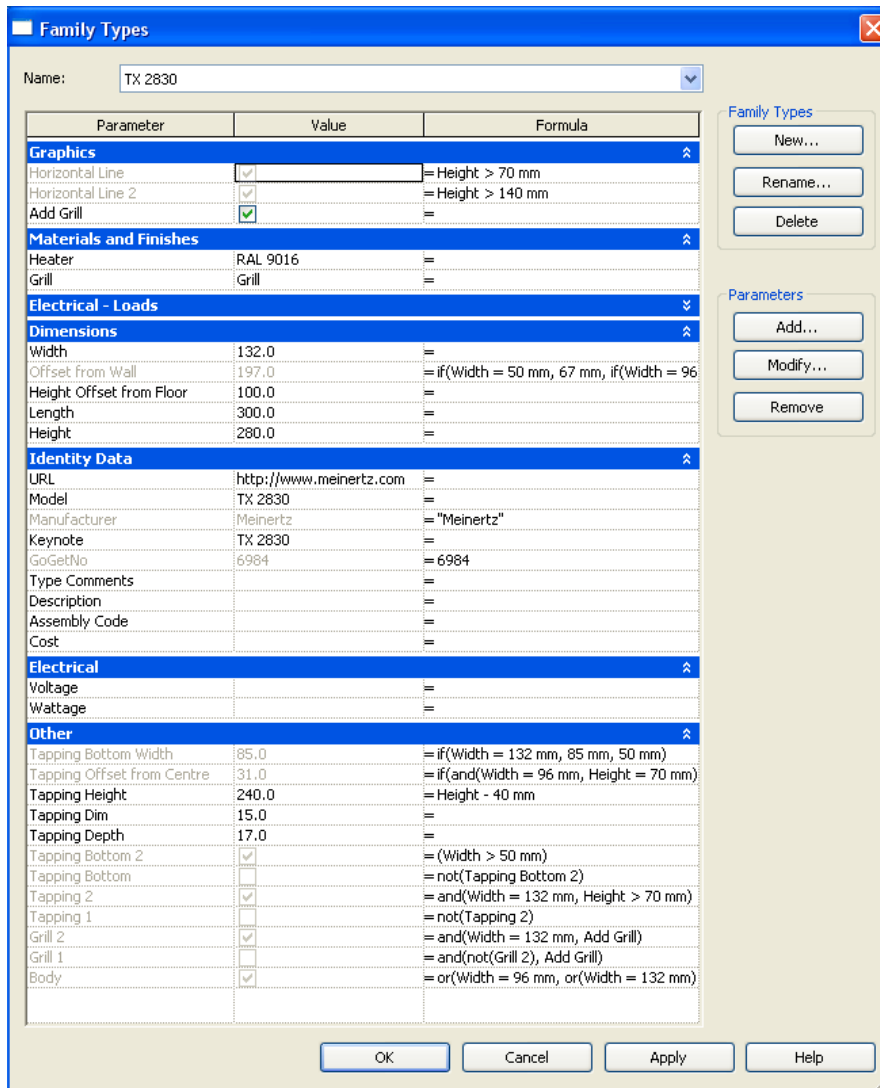 Family Types
Name: TX 2830
Parameter Value Formula
Graphics
Horizontal Line = Height > 70 mm
Horizontal Line 2 = Height > 140 mm
Add Grill =
Materials and Finishes
Heater RAL 9016 =
Grill Grill =
Electrical - Loads
Dimensions
Width 132.0 =
Offset from Wall 197.0 = if(Width = 50 mm, 67 mm, if(Width = 96
Height Offset from Floor 100.0 =
Length 300.0 =
Height 280.0 =
Identity Data
URL http://www.meinertz.com =
Model TX 2830 =
Manufacturer Meinertz = "Meinertz"
Keynote TX 2830 =
GoGetNo 6984 = 6984
Type Comments =
Description =
Assembly Code =
Cost =
Electrical
Voltage =
Wattage =
Other
Tapping Bottom Width 85.0 = if(Width = 132 mm, 85 mm, 50 mm)
Tapping Offset from Centre 31.0 = if(and(Width = 96 mm, Height = 70 mm)
Tapping Height 240.0 = Height - 40 mm
Tapping Dim 15.0 =
Tapping Depth 17.0 =
Tapping Bottom 2 = (Width > 50 mm)
Tapping Bottom = not(Tapping Bottom 2)
Tapping 2 = and(Width = 132 mm, Height > 70 mm)
Tapping 1 = not(Tapping 2)
Grill 2 = and(Width = 132 mm, Add Grill)
Grill 1 = and(not(Grill 2), Add Grill)
Body = or(Width = 96 mm, or(Width = 132 mm)
Family Types
New...
Rename...
Delete
Parameters
Add...
Modify...
Remove
OK Cancel Apply Help